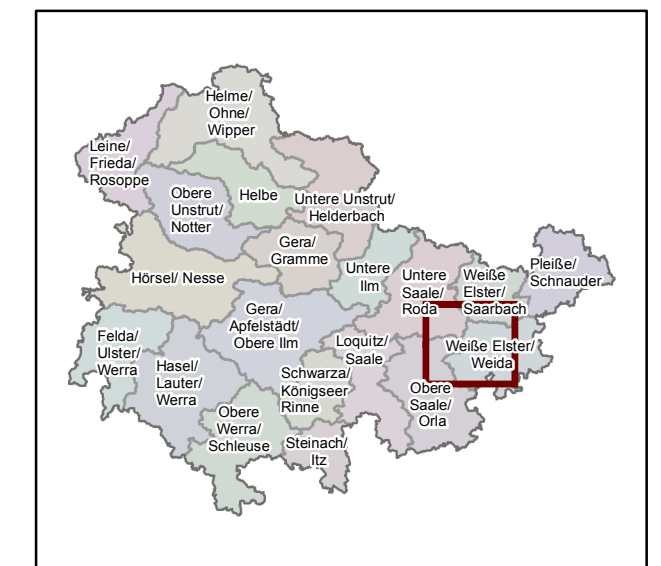 Helme/
Ohne/
Wipper
Leine/
Frieda/
Rosoppe
Obere
Unstrut/
Notter
Helbe
Untere Unstrut/
Helderbach
Gera/
Gramme
Hörsel/ Nesse
Untere
Ilm
Untere
Saale/
Roda
Weiße
Elster/
Saarbach
Pleiße/
Schnauder
Gera/
Apfelstädt/
Obere Ilm
Felda/
Ulster/
Werra
Hasel/
Lauter/
Werra
Loquitz/
Saale
Weiße Elster/
Weida
Schwarza/
Königseer
Rinne
Obere
Saale/
Orla
Obere
Werra/
Schleuse
Steinach/
Itz